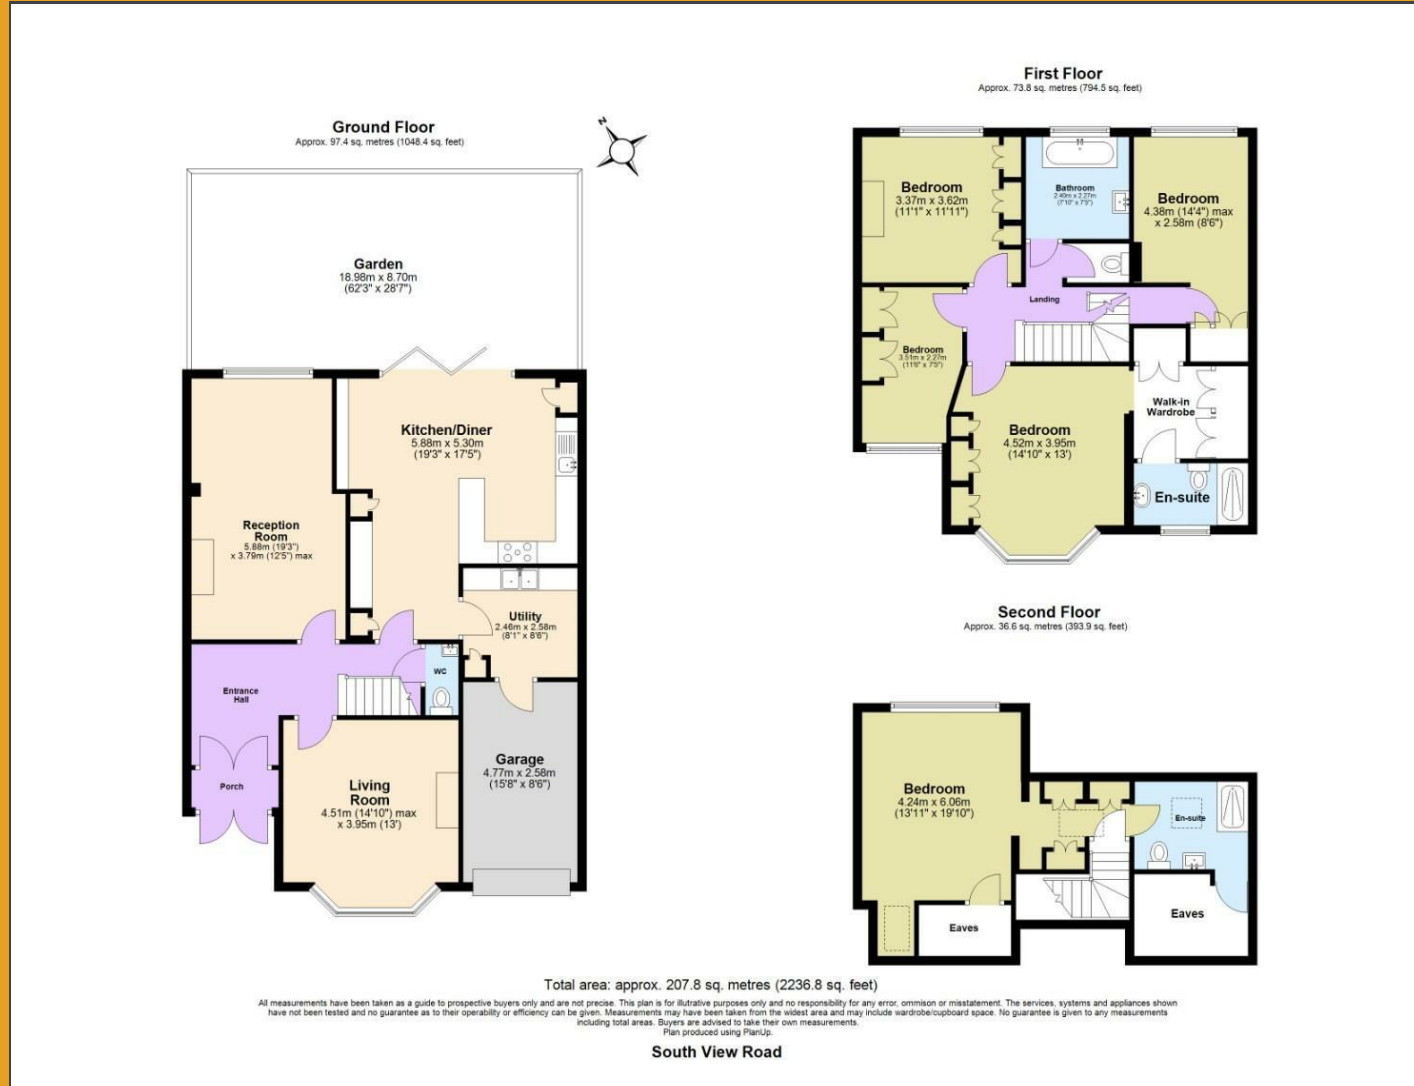 Ground Floor
Approx. 97.4 sq. metres (1048.4 sq. feet)
N
Garden
18.98m x 8.70m
(62'3" x 28'7")
Kitchen/Diner
5.88m x 5.30m
(19'3" x 17'5")
Reception
Room
5.88m (19'3")
x 3.79m (12'5") max
Utility
2.46m x 2.58m
(8'1" x 8'6")
WC
Entrance
Hall
Porch
Living
Room
4.51m (14'10") max
x 3.95m (13')
Garage
4.77m x 2.58m
(15'8" x 8'6")
First Floor
Approx. 73.8 sq. metres (794.5 sq. feet)
Bedroom
3.37m x 3.62m
(11'1" x 11'11")
Bathroom
2.40m x 2.27m
(7'10" x 7'5")
Bedroom
4.38m (14'4") max
x 2.58m (8'6")
Landing
Bedroom
3.51m x 2.27m
(11'6" x 7'5")
Bedroom
4.52m x 3.95m
(14'10" x 13')
Walk-in
Wardrobe
En-suite
Second Floor
Approx. 36.6 sq. metres (393.9 sq. feet)
Bedroom
4.24m x 6.06m
(13'11" x 19'10")
En-suite
Eaves
Eaves
Total area: approx. 207.8 sq. metres (2236.8 sq. feet)
All measurements have been taken as a guide to prospective buyers only and are not precise. This plan is for illutrative purposes only and no responsibility for any error, ommison or misstatement. The services, systems and appliances shown
have not been tested and no guarantee as to their operability or efficiency can be given. Measurements may have been taken from the widest area and may include wardrobe/cupboard space. No guarantee is given to any measurements
including total areas. Buyers are advised to take their own measurements.
Plan produced using PlanUp.
South View Road